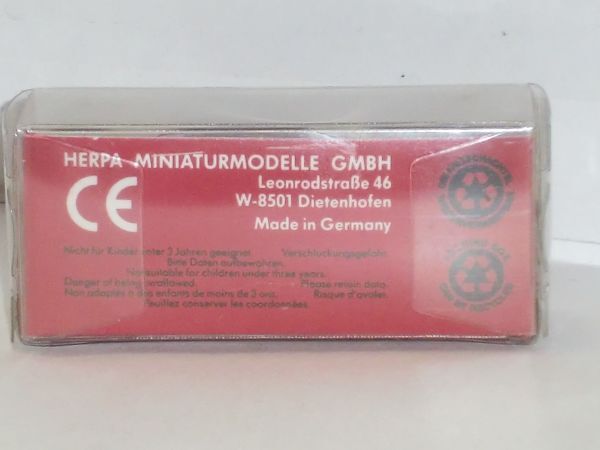 HERPA MINIATURMODELLE GMBH
Leonrodstraße 46
W-8501 Dietenhofen
CE
Made in Germany
Nicht für Kinder unter 3 Jahren geeignet. Verschluckungsgefahr.
Bitte Daten aufbewahren.
Not suitable for children under three years.
Danger of being swallowed. Please retain data.
Non adaptés a des enfants de moins de 3 ans. Risque d'avaler.
Veuillez conserver les coordonnées.